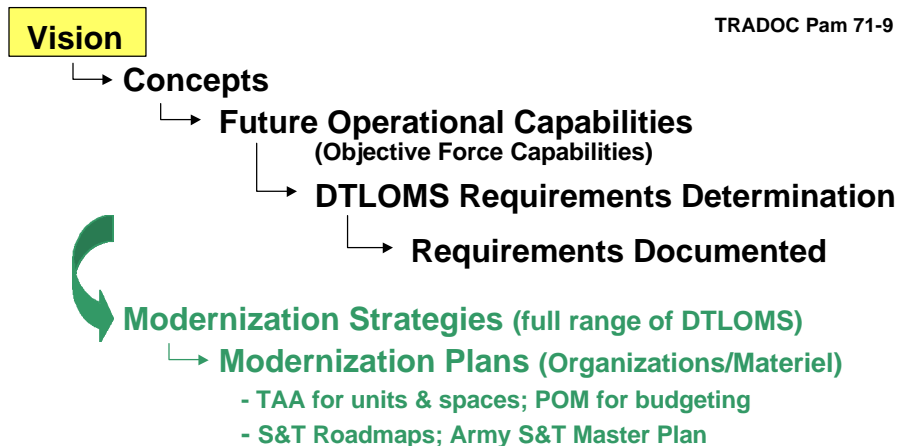 TRADOC Pam 71-9
Vision
Concepts
Future Operational Capabilities
(Objective Force Capabilities)
DTLOMS Requirements Determination
Requirements Documented
Modernization Strategies (full range of DTLOMS)
Modernization Plans (Organizations/Materiel)
- TAA for units & spaces; POM for budgeting
- S&T Roadmaps; Army S&T Master Plan